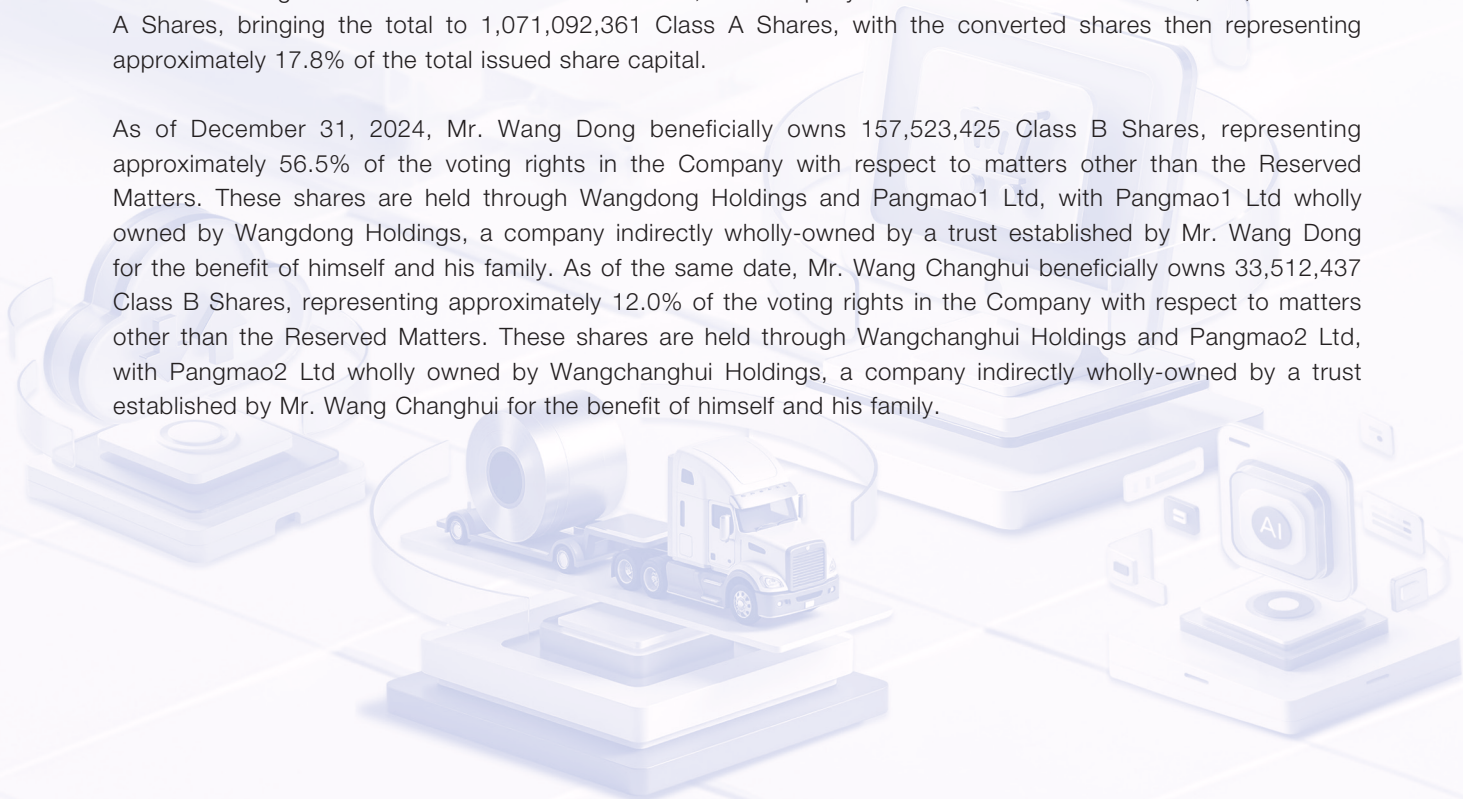 A Shares, bringing the total to 1,071,092,361 Class A Shares, with the converted shares then representing
approximately 17.8% of the total issued share capital.
As of December 31, 2024, Mr. Wang Dong beneficially owns 157,523,425 Class B Shares, representing
approximately 56.5% of the voting rights in the Company with respect to matters other than the Reserved
Matters. These shares are held through Wangdong Holdings and Pangmao1 Ltd, with Pangmao1 Ltd wholly
owned by Wangdong Holdings, a company indirectly wholly-owned by a trust established by Mr. Wang Dong
for the benefit of himself and his family. As of the same date, Mr. Wang Changhui beneficially owns 33,512,437
Class B Shares, representing approximately 12.0% of the voting rights in the Company with respect to matters
other than the Reserved Matters. These shares are held through Wangchanghui Holdings and Pangmao2 Ltd,
with Pangmao2 Ltd wholly owned by Wangchanghui Holdings, a company indirectly wholly-owned by a trust
established by Mr. Wang Changhui for the benefit of himself and his family.
AI